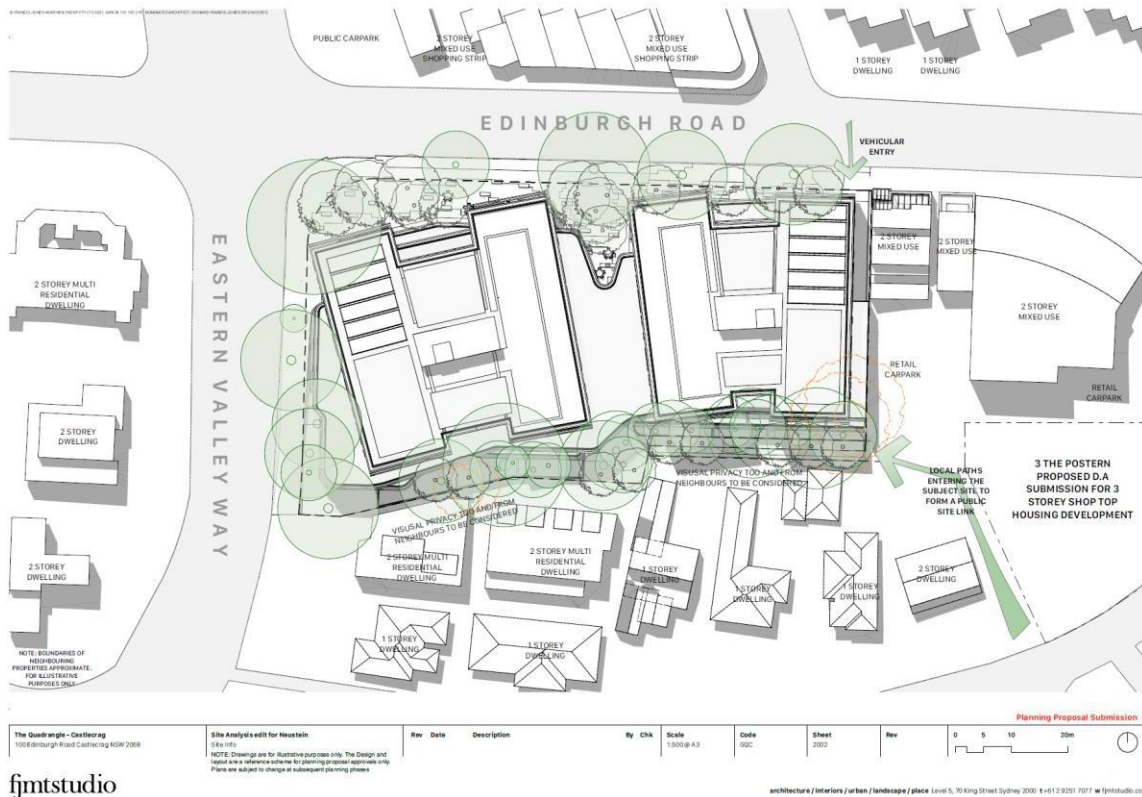 PUBLIC CARPARK
2 STOREY
MIXED USE
SHOPPING STRIP
2 STOREY
MIXED USE
SHOPPING STRIP
1 STOREY
DWELLING
1 STOREY
DWELLING
EDINBURGH ROAD
VEHICULAR
ENTRY
EASTERN VALLEY WAY
2 STOREY MULTI
RESIDENTIAL
DWELLING
2 STOREY
MIXED USE
2 STOREY
MIXED USE
2 STOREY
MIXED USE
RETAIL
CARPARK
RETAIL
CARPARK
2 STOREY
DWELLING
VISUSAL PRIVACY TOO AND FROM
NEIGHBOURS TO BE CONSIDERED
LOCAL PATHS
ENTERING THE
SUBJECT SITE TO
FORM A PUBLIC
SITE LINK
3 THE POSTERN
PROPOSED D.A
SUBMISSION FOR 3
STOREY SHOP TOP
HOUSING DEVELOPMENT
VISUSAL PRIVACY TOO AND FROM
NEIGHBOURS TO BE CONSIDERED
2 STOREY
DWELLING
2 STOREY MULTI
RESIDENTIAL
DWELLING
2 STOREY MULTI
RESIDENTIAL
DWELLING
1 STOREY
DWELLING
1 STOREY
DWELLING
1 STOREY
DWELLING
2 STOREY
DWELLING
1 STOREY
DWELLING
1 STOREY
DWELLING
NOTE: BOUNDARIES OF
NEIGHBOURING
PROPERTIES APPROXIMATE.
FOR ILLUSTRATIVE
PURPOSES ONLY
Planning Proposal Submission
The Quadrangle - Castlecrag
100 Edinburgh Road Castlecrag NSW 2068
Site Analysis edit for Neustein
Site Info
NOTE: Drawings are for illustrative purposes only. The Design and
layout are a reference scheme for planning proposal approvals only
Plans are subject to change at subsequent planning phases
Rev Date Description By Chk
Scale
1:500 @ A3
Code
Sheet
2002
Rev
0 5 10 20m
fjmtstudio
architecture / interiors / urban / landscape / place Level 5, 70 King Street Sydney 2000 t +61 2 9251 7077 w fjmtstudio.co